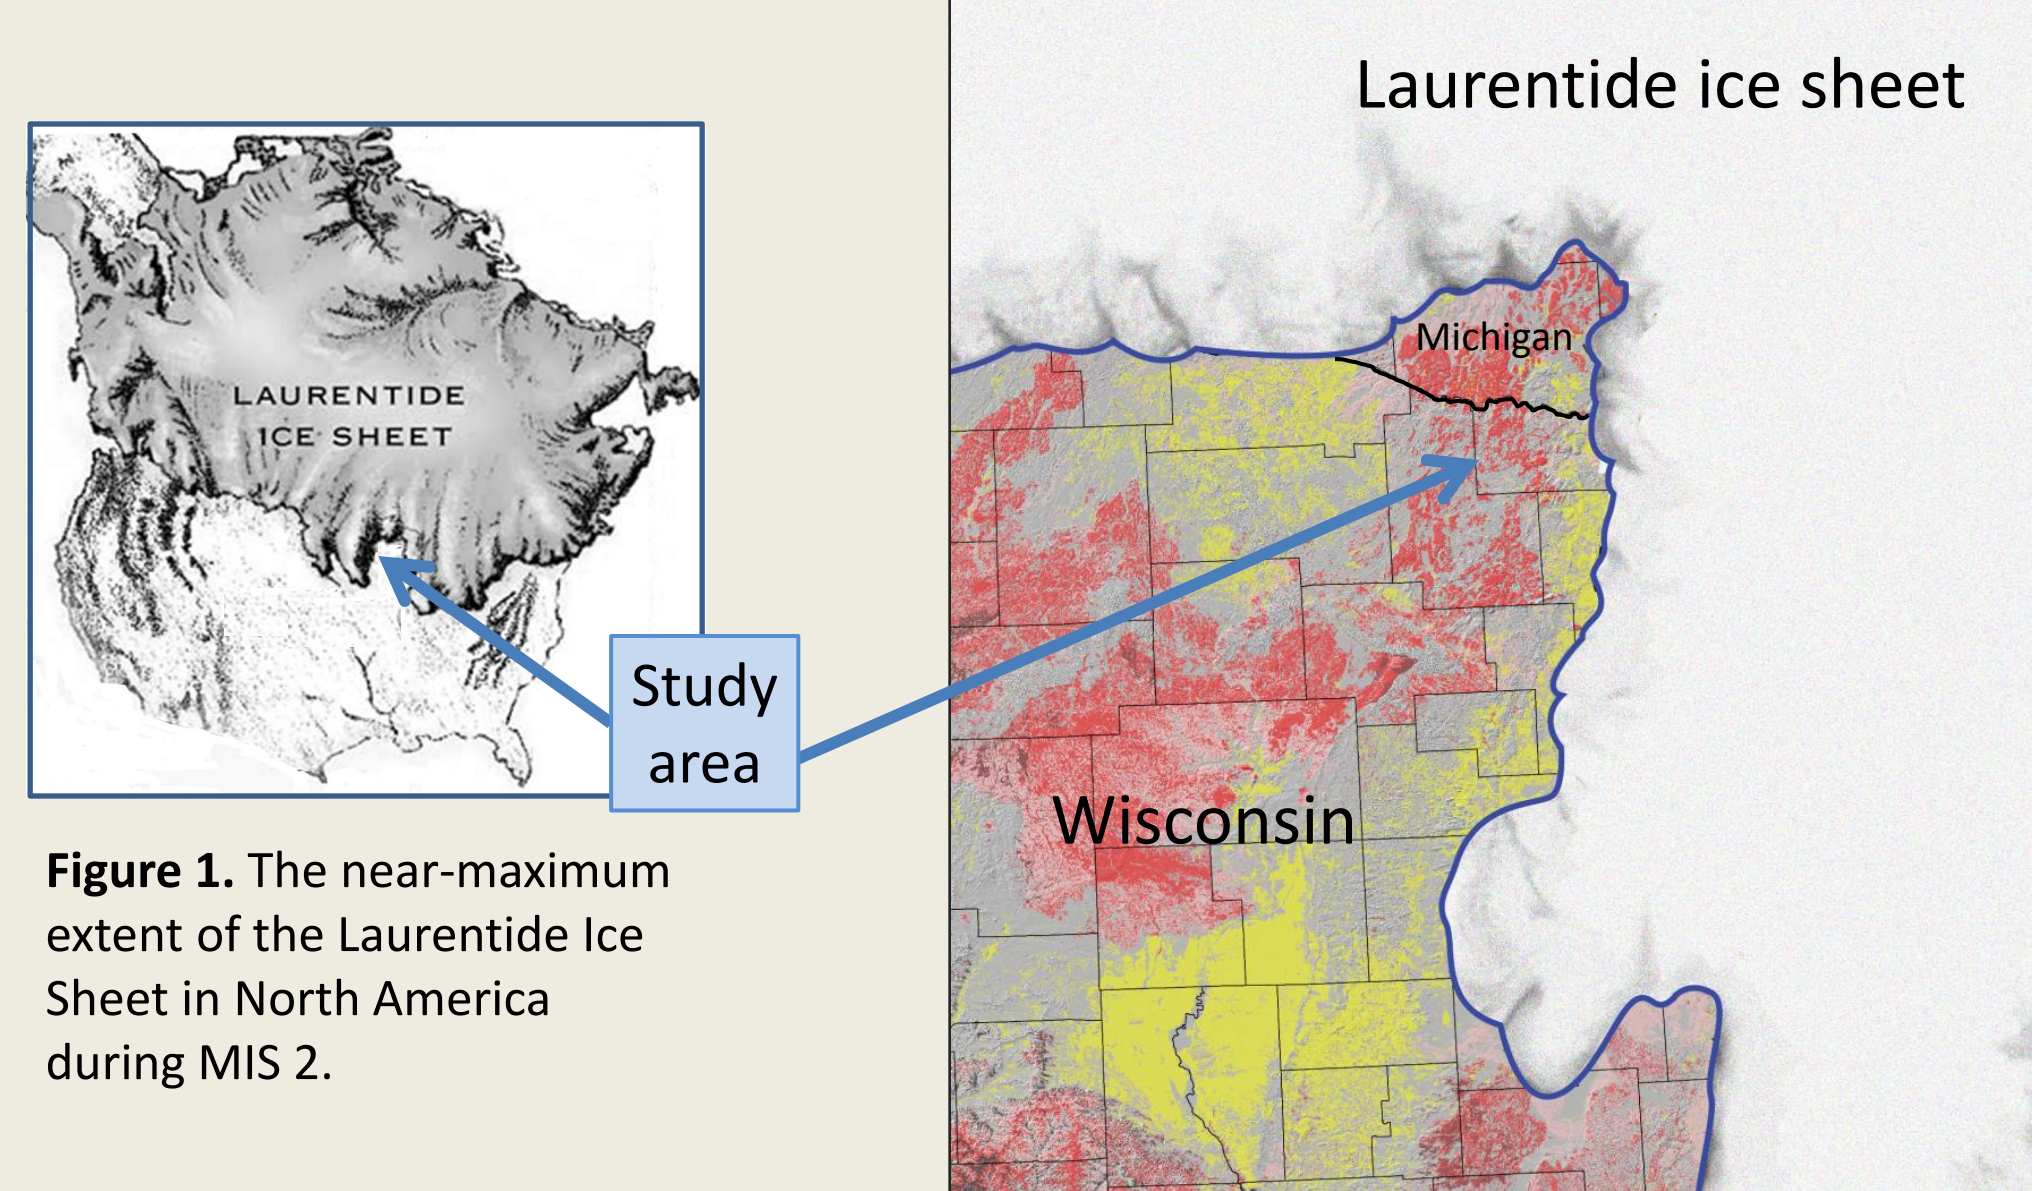 Laurentide ice sheet
LAURENTIDE
ICE SHEET
Michigan
Study
area
Wisconsin
Figure 1. The near-maximum
extent of the Laurentide Ice
Sheet in North America
during MIS 2.